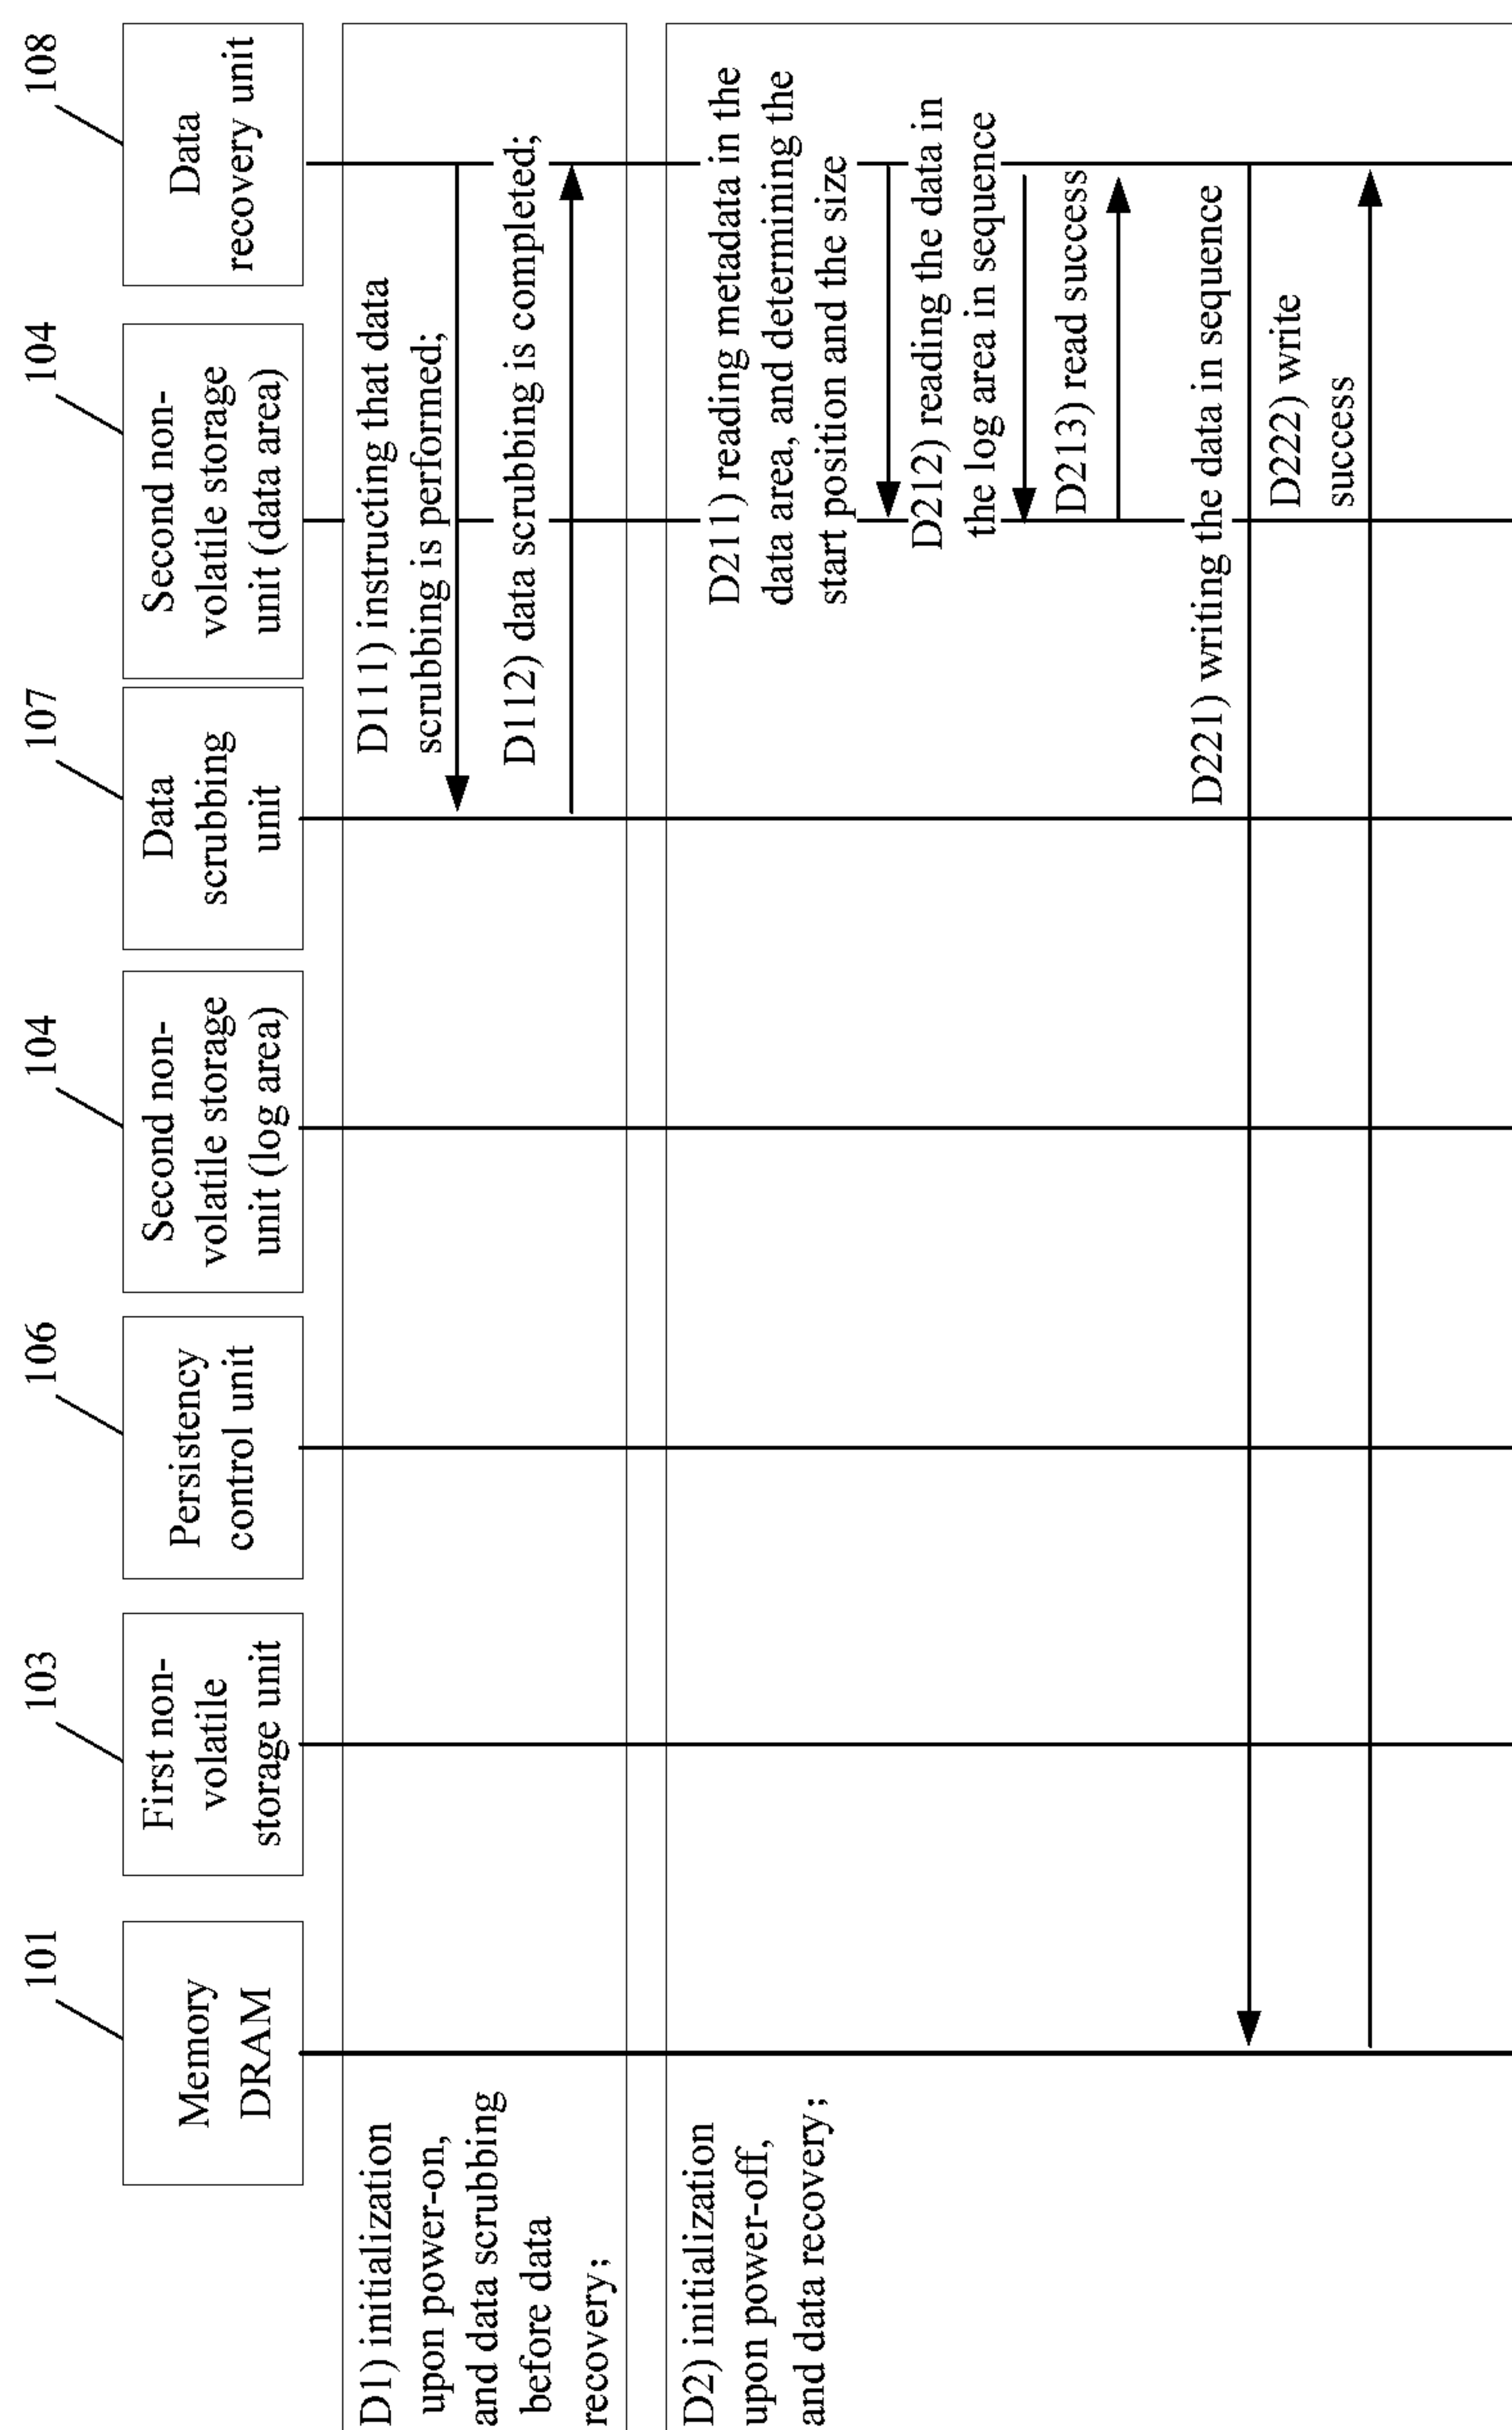 101
103
106
104
107
104
108
Memory
DRAM
First non-
volatile
storage unit
Persistency
control unit
Second non-
volatile storage
unit (log area)
Data
scrubbing
unit
Second non-
volatile storage
unit (data area)
Data
recovery unit
D1) initialization
upon power-on,
and data scrubbing
before data
recovery;
D111) instructing that data
scrubbing is performed;
D112) data scrubbing is completed;
D2) initialization
upon power-off,
and data recovery;
D211) reading metadata in the
data area, and determining the
start position and the size
D212) reading the data in
the log area in sequence
D213) read success
D221) writing the data in sequence
D222) write
success